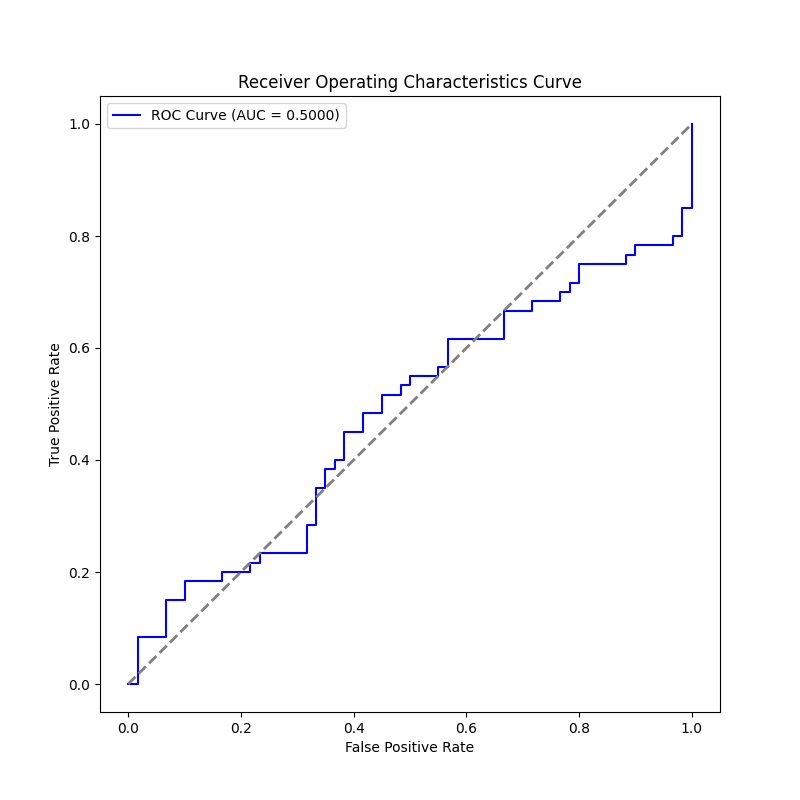 Receiver Operating Characteristics Curve
ROC Curve (AUC = 0.5000)
1.0
0.8
0.6
0.4
0.2
0.0
True Positive Rate
0.0 0.2 0.4 0.6 0.8 1.0
False Positive Rate